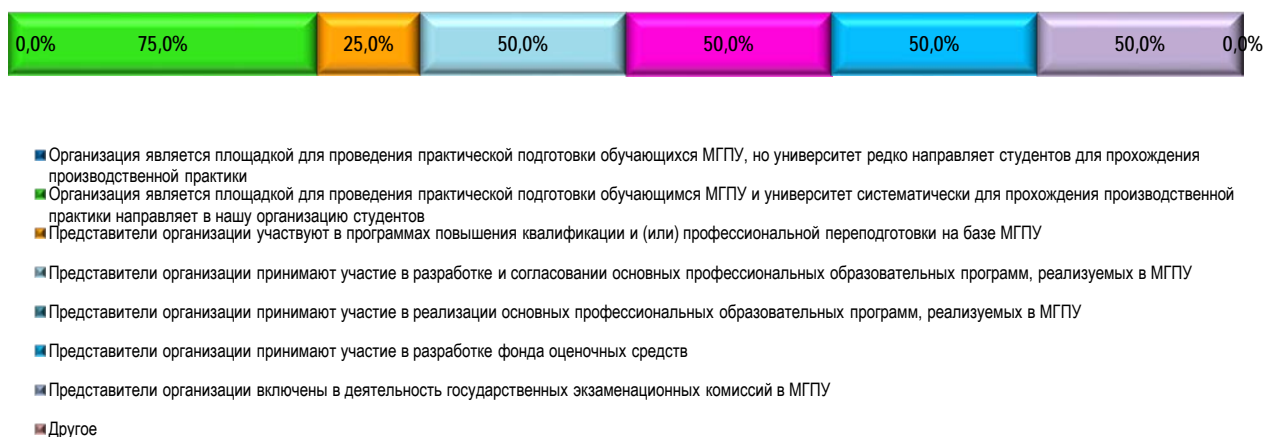 0,0% 75,0% 25,0% 50,0% 50,0% 50,0% 50,0% 0,0%
Организация является площадкой для проведения практической подготовки обучающихся МГПУ, но университет редко направляет студентов для прохождения
производственной практики
Организация является площадкой для проведения практической подготовки обучающимся МГПУ и университет систематически для прохождения производственной
практики направляет в нашу организацию студентов
Представители организации участвуют в программах повышения квалификации и (или) профессиональной переподготовки на базе МГПУ
Представители организации принимают участие в разработке и согласовании основных профессиональных образовательных программ, реализуемых в МГПУ
Представители организации принимают участие в реализации основных профессиональных образовательных программ, реализуемых в МГПУ
Представители организации принимают участие в разработке фонда оценочных средств
Представители организации включены в деятельность государственных экзаменационных комиссий в МГПУ
Другое